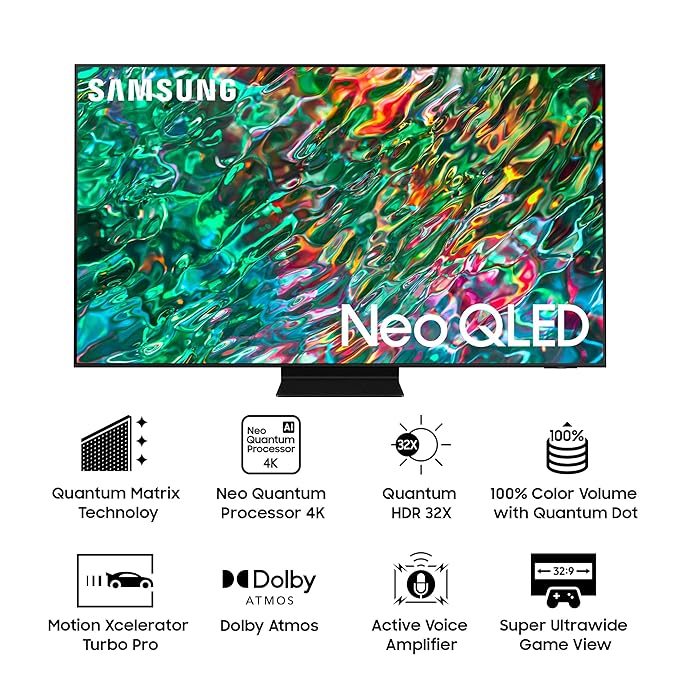 SAMSUNG
Neo QLED
AI
Neo
Quantum
Processor
4K
32X
100%
Quantum Matrix
Technoloy
Neo Quantum
Processor 4K
Quantum
HDR 32X
100% Color Volume
with Quantum Dot
Dolby
ATMOS
32:9
Motion Xcelerator
Turbo Pro
Dolby Atmos
Active Voice
Amplifier
Super Ultrawide
Game View